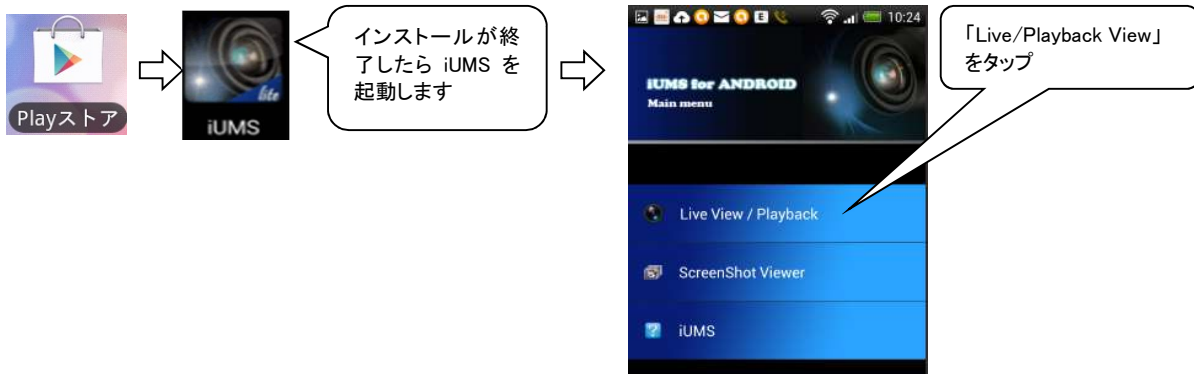 Playストア
lite
iUMS
インストールが終
了したら iUMS を
起動します
10:24
iUMS for ANDROID
Main menu
Live View / Playback
ScreenShot Viewer
iUMS
「Live/Playback View」
をタップ